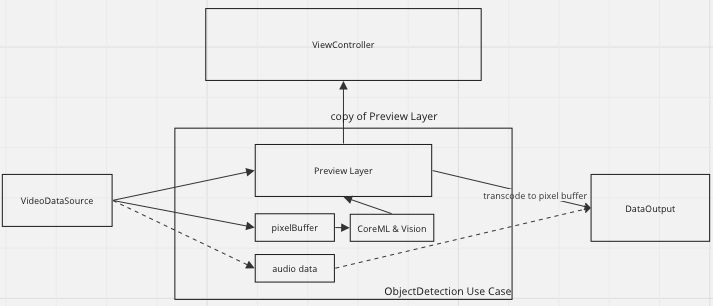 ViewController
copy of Preview Layer
Preview Layer
VideoDataSource
transcode to pixel buffer
DataOutput
pixelBuffer
CoreML & Vision
audio data
ObjectDetection Use Case